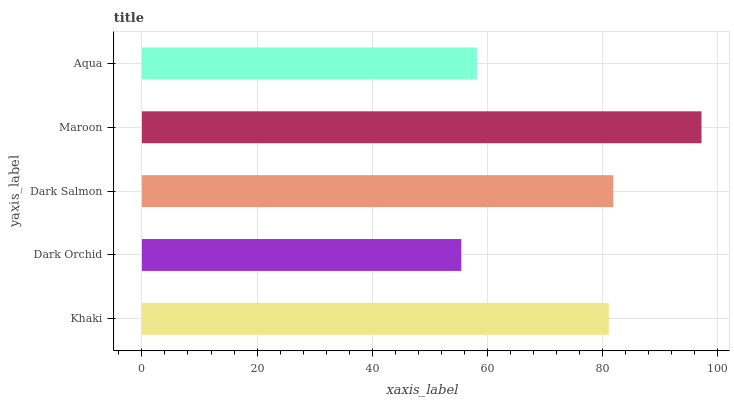 title
yaxis_label
Aqua
Maroon
Dark Salmon
Dark Orchid
Khaki
0 20 40 60 80 100
xaxis_label